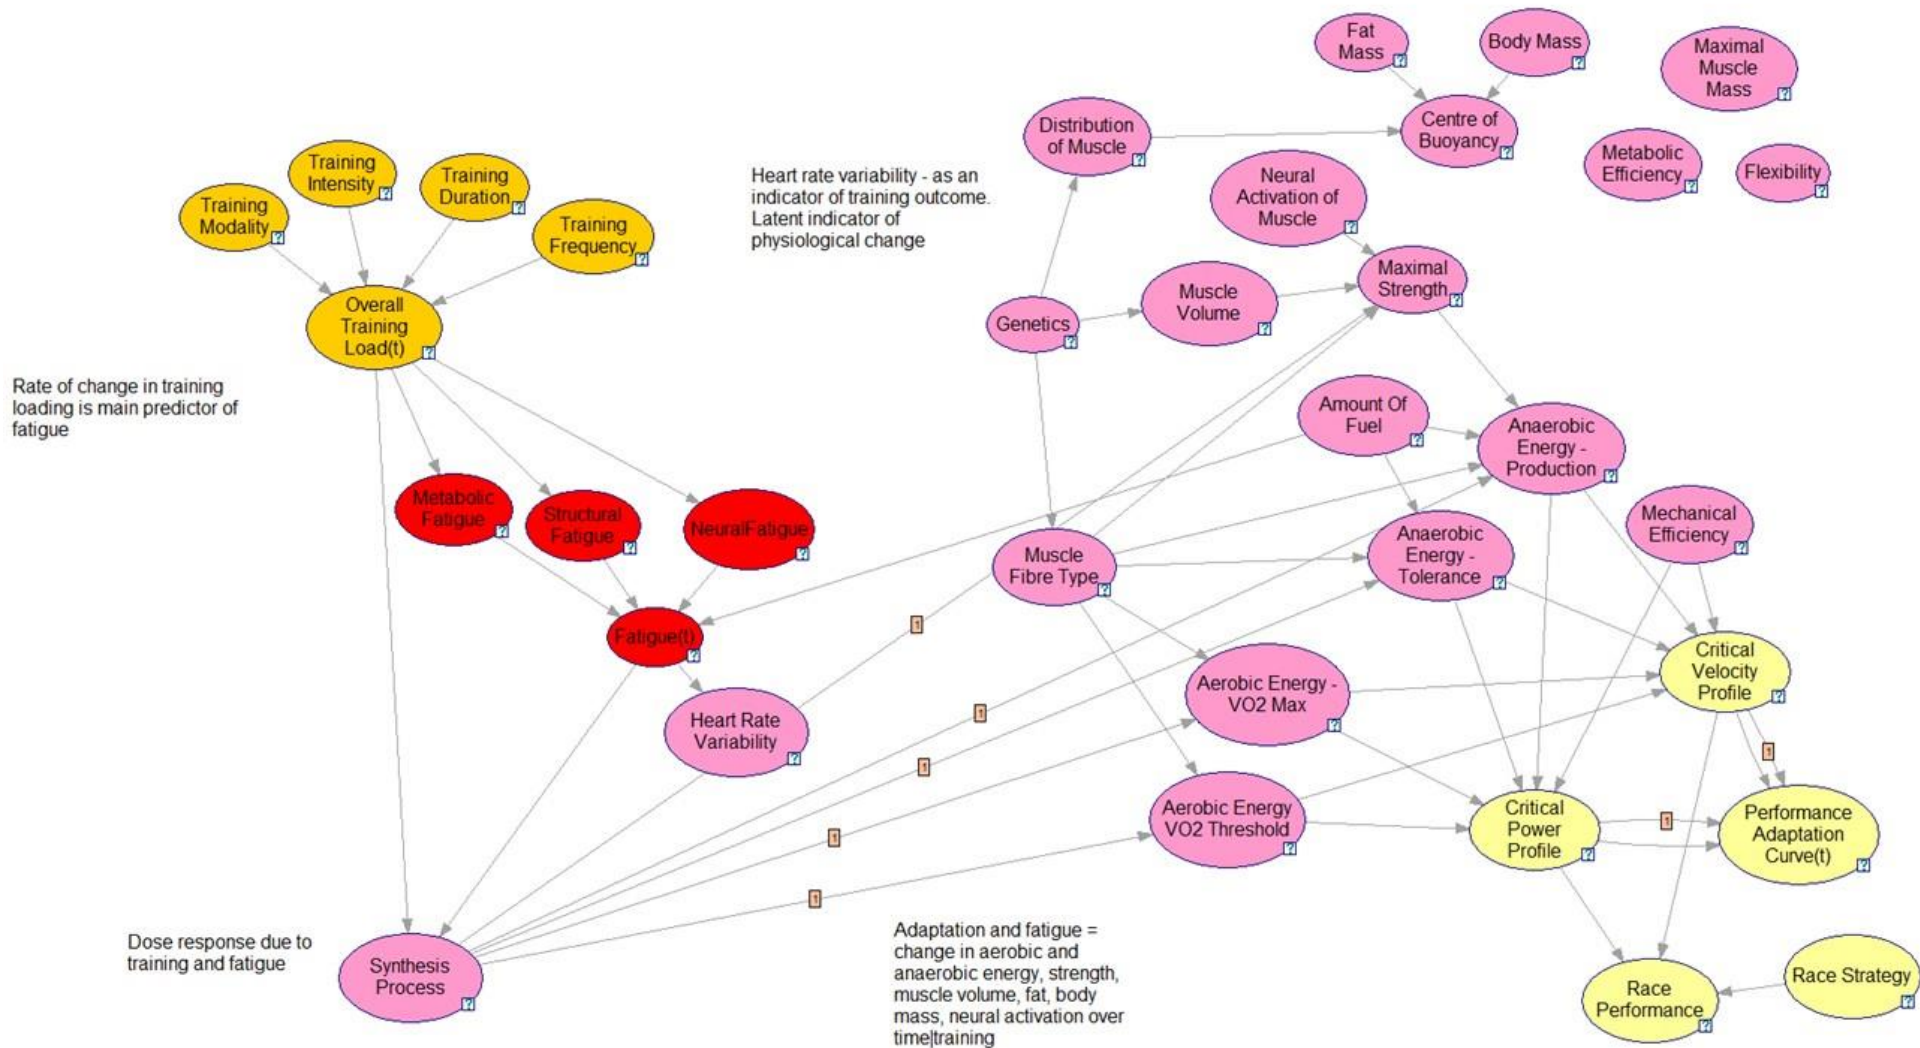 Fat
Mass
Body Mass
Maximal
Muscle
Mass
Distribution
of Muscle
Centre of
Buoyancy
Metabolic
Efficiency
Flexibility
Training
Modality
Training
Intensity
Training
Duration
Training
Frequency
Heart rate variability - as an
indicator of training outcome.
Latent indicator of
physiological change
Neural
Activation of
Muscle
Overall
Training
Load(t)
Genetics
Muscle
Volume
Maximal
Strength
Rate of change in training
loading is main predictor of
fatigue
Amount Of
Fuel
Anaerobic
Energy -
Production
Metabolic
Fatigue
Structural
Fatigue
NeuralFatigue
Muscle
Fibre Type
Anaerobic
Energy -
Tolerance
Mechanical
Efficiency
Fatigue(t)
1
Heart Rate
Variability
1
Aerobic Energy -
VO2 Max
Critical
Velocity
Profile
1
1
1
Aerobic Energy
VO2 Threshold
Critical
Power
Profile
1
Performance
Adaptation
Curve(t)
1
Dose response due to
training and fatigue
Synthesis
Process
Adaptation and fatigue =
change in aerobic and
anaerobic energy, strength,
muscle volume, fat, body
mass, neural activation over
time|training
Race
Performance
Race Strategy